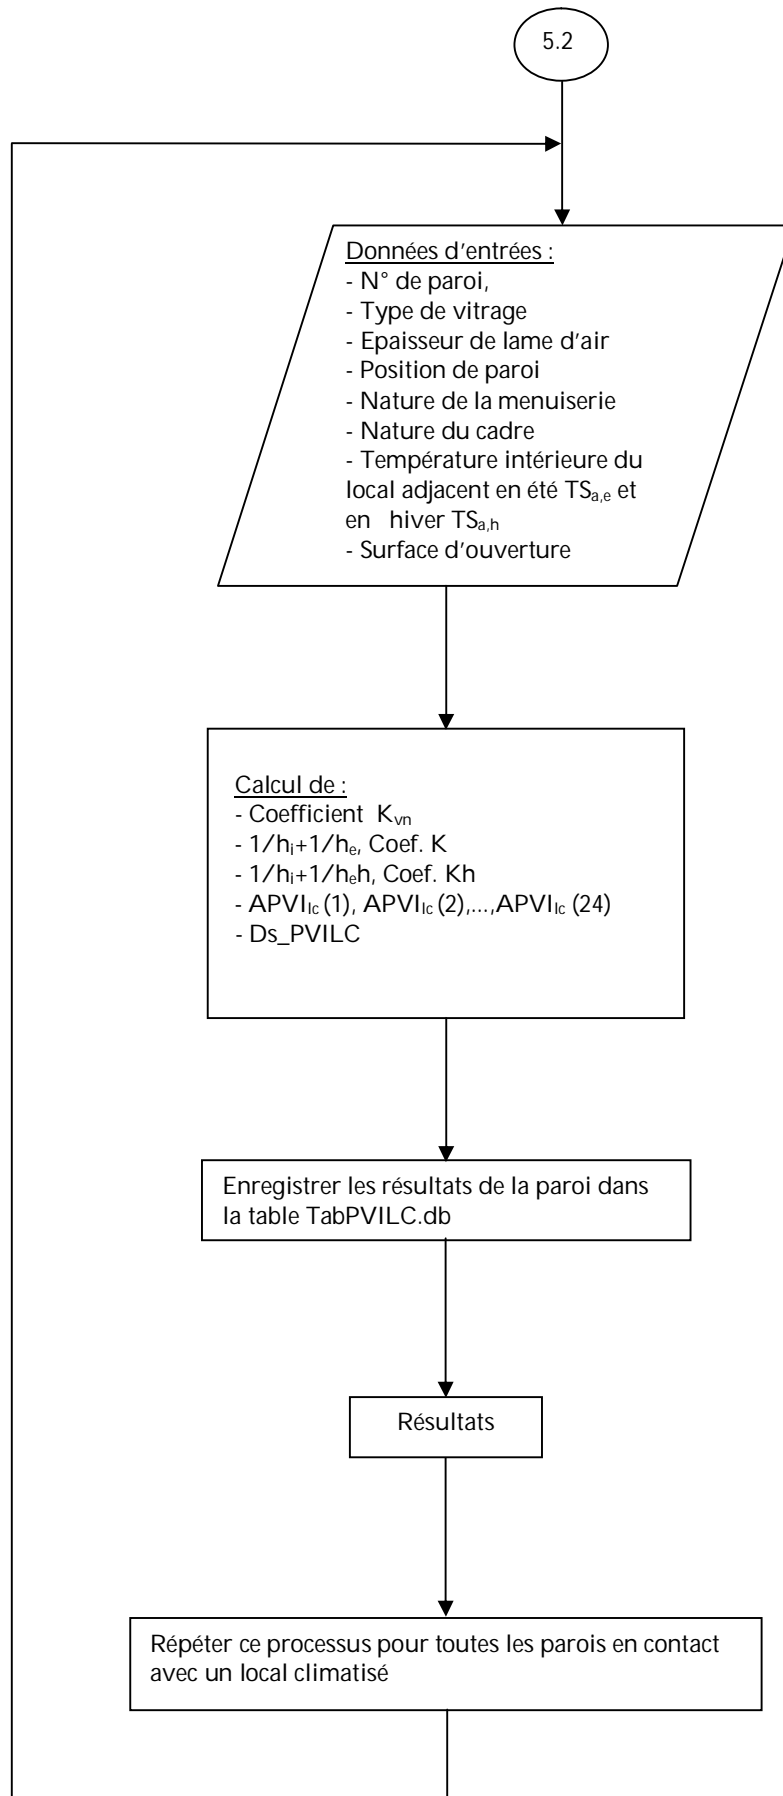 5.2
Données d'entrées :
- N° de paroi,
- Type de vitrage
- Epaisseur de lame d'air
- Position de paroi
- Nature de la menuiserie
- Nature du cadre
- Température intérieure du
local adjacent en été TSa,e et
en hiver TSa,h
- Surface d'ouverture
Calcul de :
- Coefficient Kvn
- 1/hi+1/he, Coef. K
- 1/hi+1/heh, Coef. Kh
- APVIlc (1), APVIlc (2),...,APVIlc (24)
- Ds_PVILC
Enregistrer les résultats de la paroi dans
la table TabPVILC.db
Résultats
Répéter ce processus pour toutes les parois en contact
avec un local climatisé